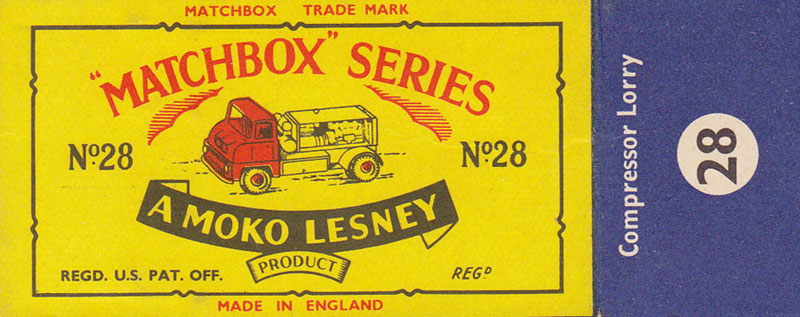 MATCHBOX TRADE MARK
"MATCHBOX" SERIES
Nº28 Nº28
A MOKO LESNEY
PRODUCT
REGD. U.S. PAT. OFF. REGD
MADE IN ENGLAND
Compressor Lorry
28